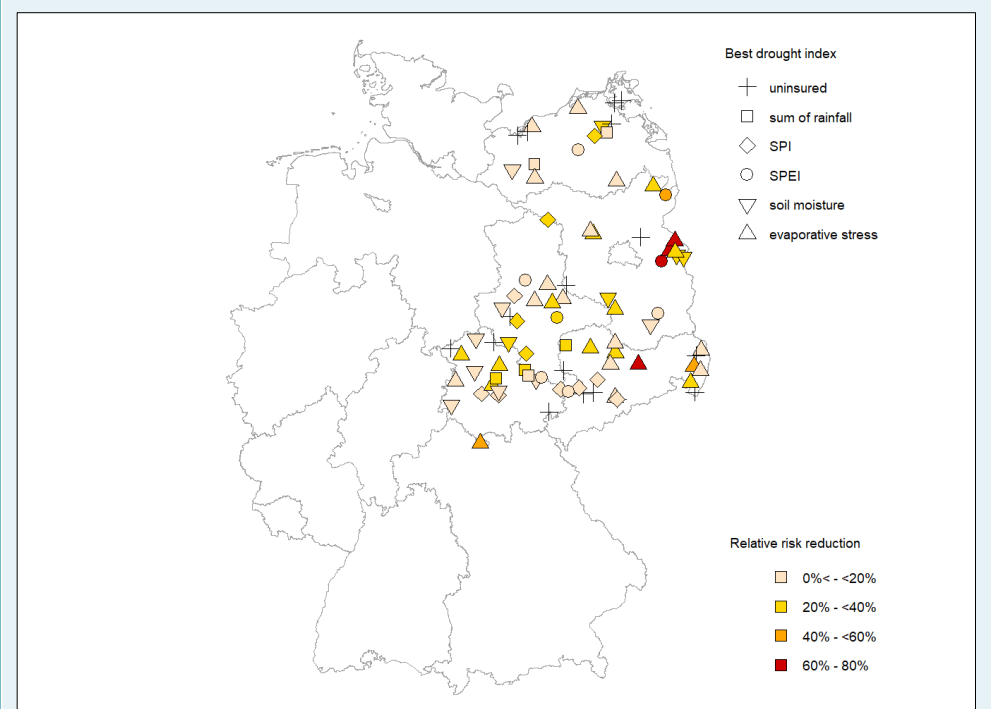 Best drought index
uninsured
sum of rainfall
SPI
SPEI
soil moisture
evaporative stress
Relative risk reduction
0%< - <20%
20% - <40%
40% - <60%
60% - 80%